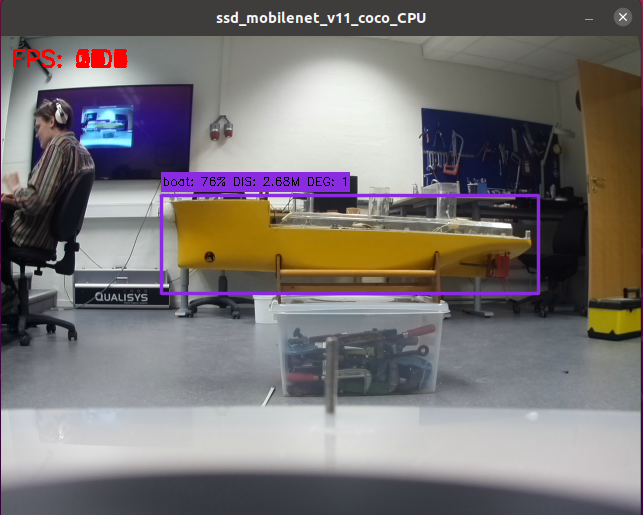 ssd_mobilenet_v11_coco_CPU
FPS:
boat: 76% DIS: 2.68M DEG: 1
QUALISYS